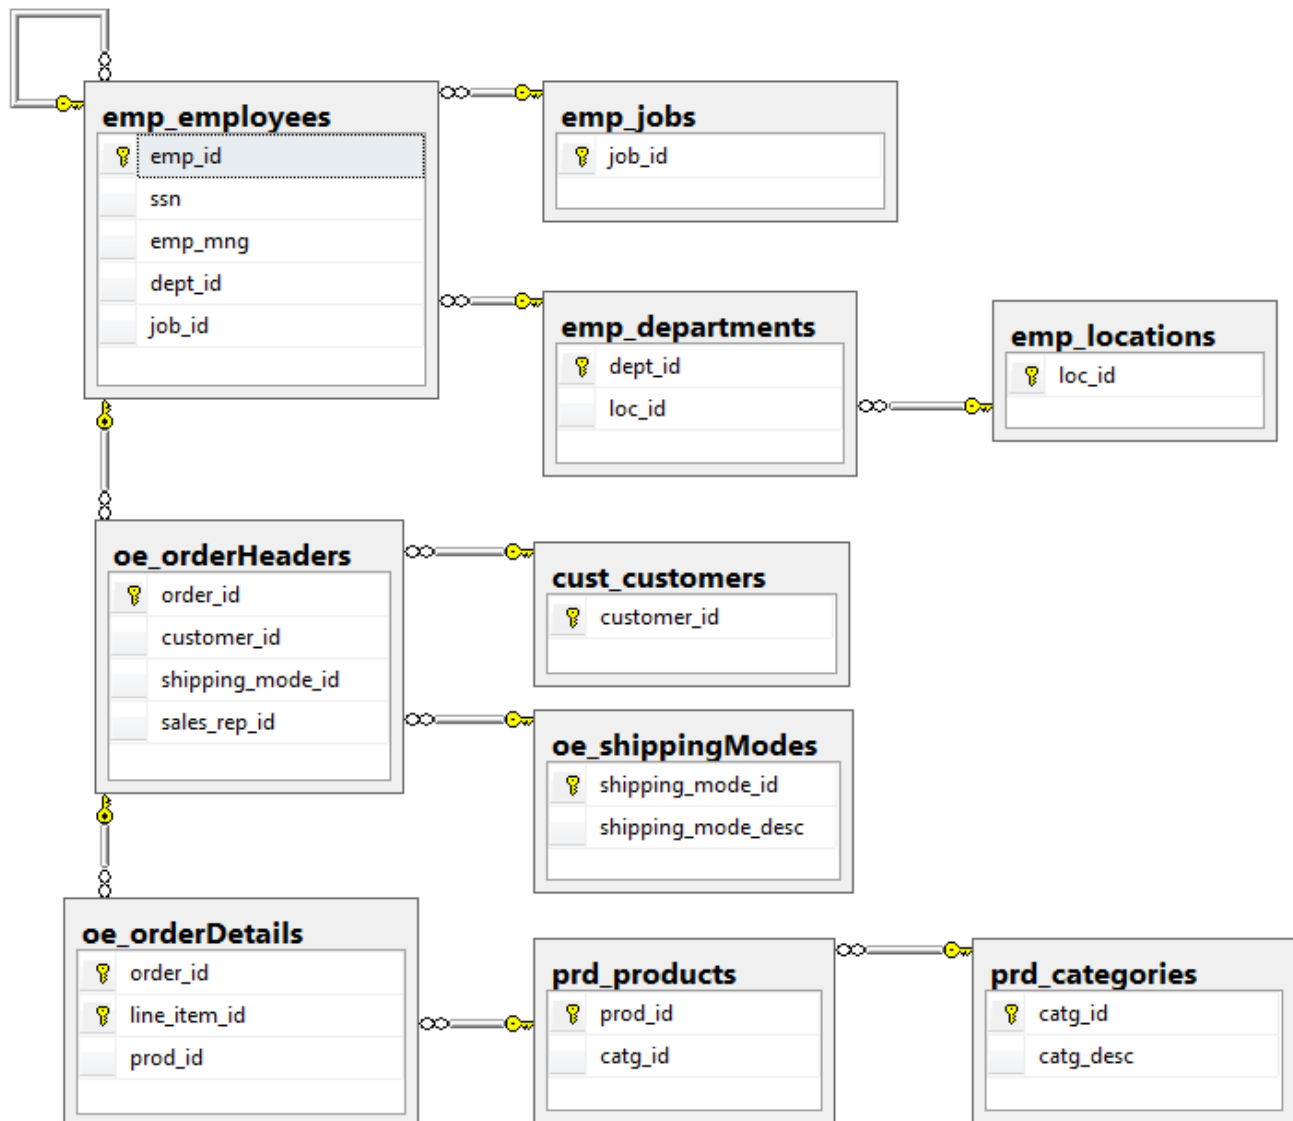 emp_employees
emp_id
ssn
emp_mng
dept_id
job_id
emp_jobs
job_id
emp_departments
dept_id
loc_id
emp_locations
loc_id
oe_orderHeaders
order_id
customer_id
shipping_mode_id
sales_rep_id
cust_customers
customer_id
oe_shippingModes
shipping_mode_id
shipping_mode_desc
oe_orderDetails
order_id
line_item_id
prod_id
prd_products
prod_id
catg_id
prd_categories
catg_id
catg_desc